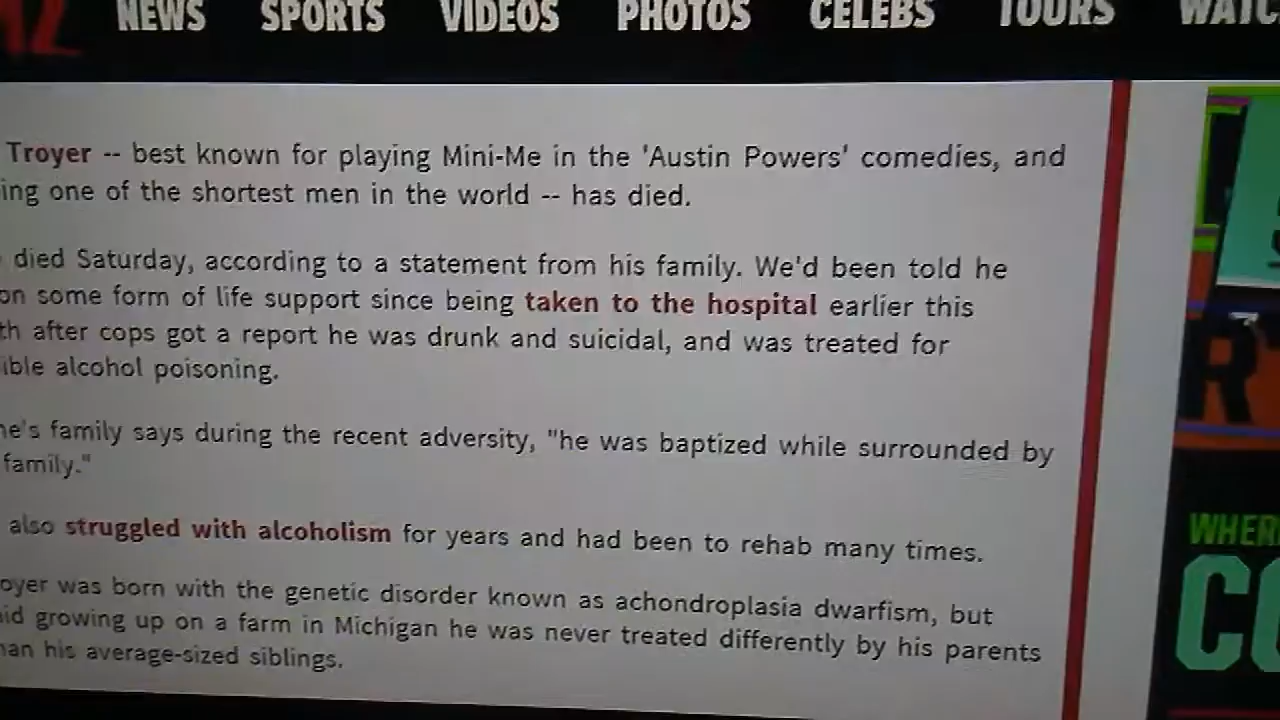 NEWS SPORTS VIDEOS PHOTOS CELEBS TOURS WATC
Troyer -- best known for playing Mini-Me in the 'Austin Powers' comedies, and
ing one of the shortest men in the world -- has died.
died Saturday, according to a statement from his family. We'd been told he
on some form of life support since being taken to the hospital earlier this
th after cops got a report he was drunk and suicidal, and was treated for
ible alcohol poisoning.
ne's family says during the recent adversity, "he was baptized while surrounded by
family."
also struggled with alcoholism for years and had been to rehab many times.
oyer was born with the genetic disorder known as achondroplasia dwarfism, but
aid growing up on a farm in Michigan he was never treated differently by his parents
han his average-sized siblings.
R
WHER
CO